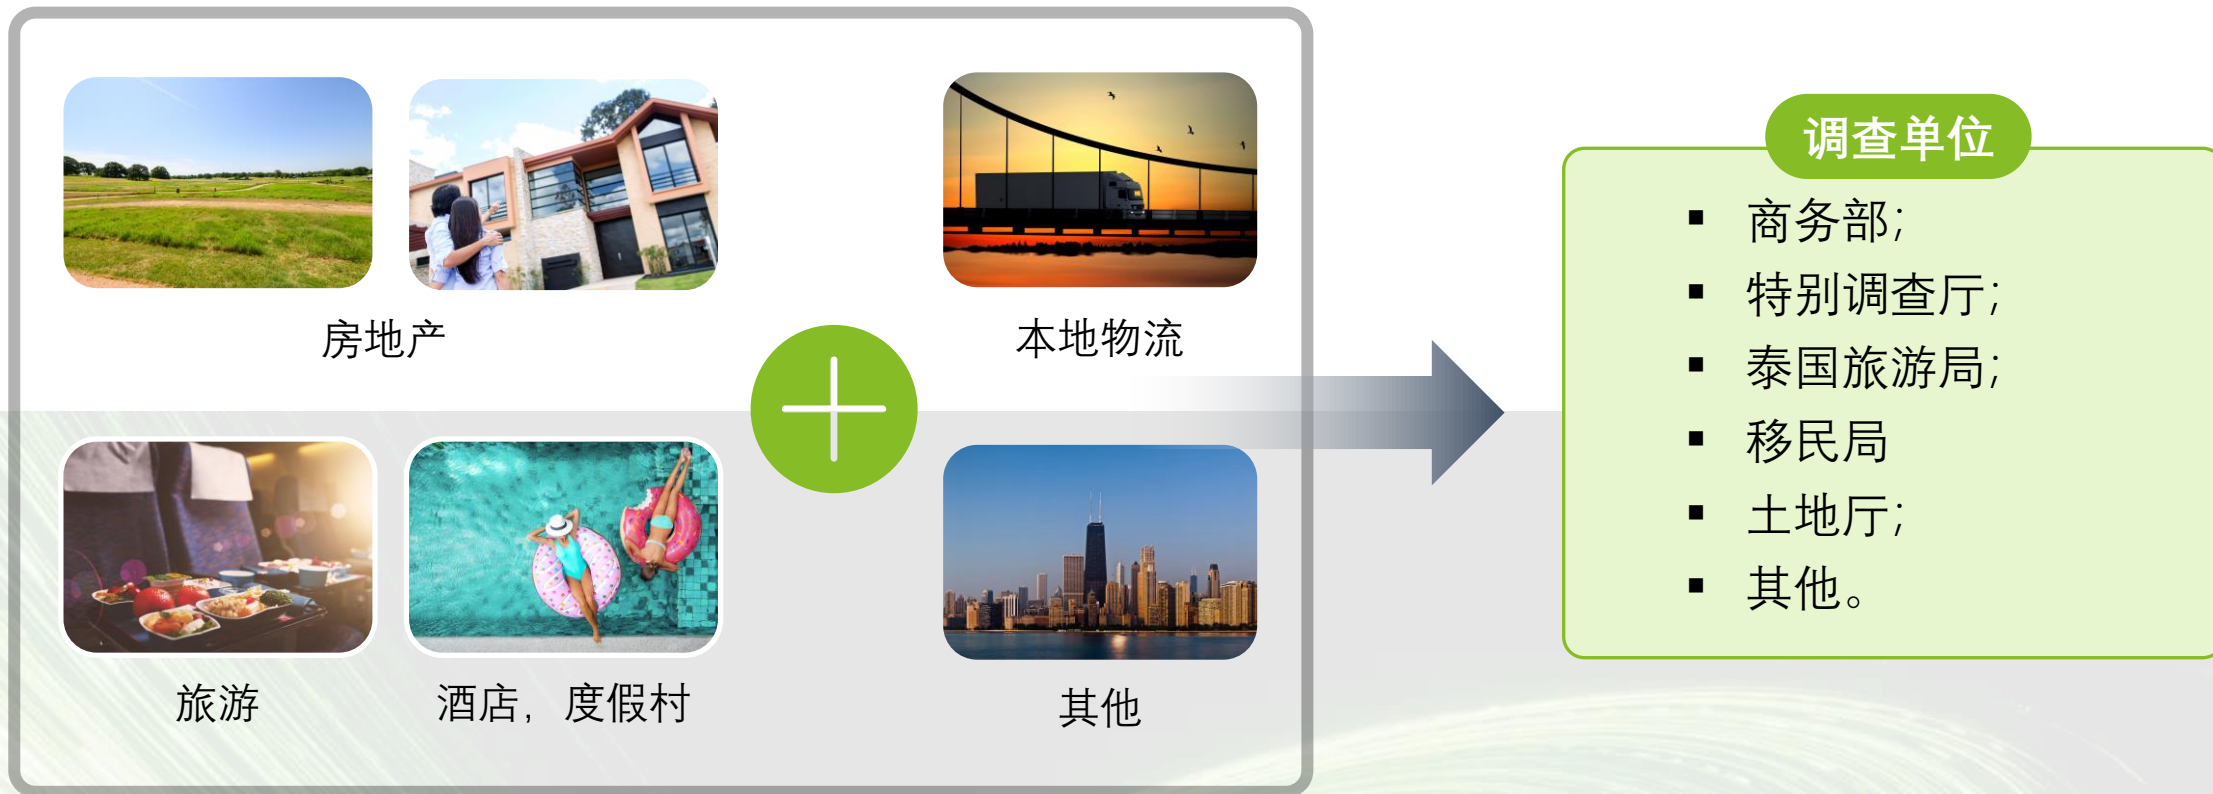 房地产
本地物流
旅游
酒店，度假村
其他
调查单位
▪ 商务部；
▪ 特别调查厅；
▪ 泰国旅游局；
▪ 移民局
▪ 土地厅；
▪ 其他。